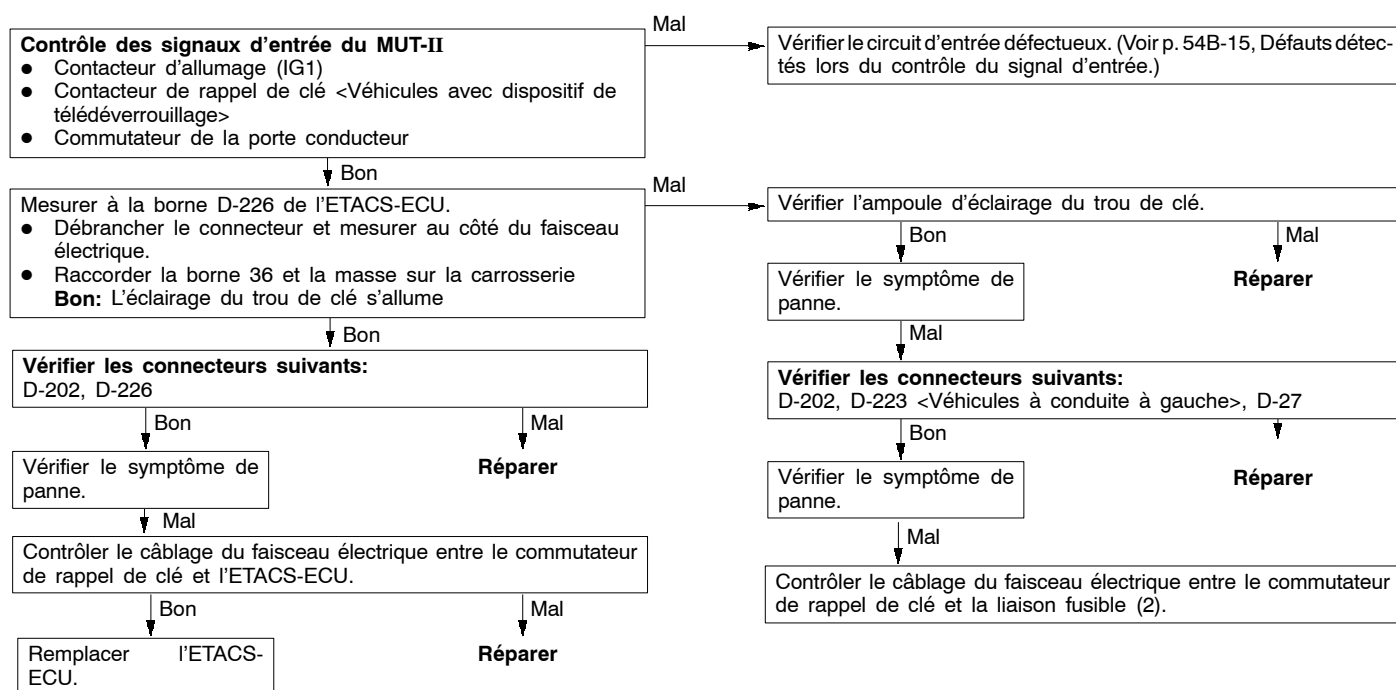 Mal
Contrôle des signaux d'entrée du MUT-II
● Contacteur d'allumage (IG1)
● Contacteur de rappel de clé <Véhicules avec dispositif de
télédéverrouillage>
● Commutateur de la porte conducteur
Vérifier le circuit d'entrée défectueux. (Voir p. 54B-15, Défauts détec-
tés lors du contrôle du signal d'entrée.)
Bon
Mal
Mesurer à la borne D-226 de l'ETACS-ECU.
● Débrancher le connecteur et mesurer au côté du faisceau
électrique.
● Raccorder la borne 36 et la masse sur la carrosserie
Bon: L'éclairage du trou de clé s'allume
Vérifier l'ampoule d'éclairage du trou de clé.
Bon
Mal
Vérifier le symptôme de
panne.
Réparer
Bon
Mal
Vérifier les connecteurs suivants:
D-202, D-226
Vérifier les connecteurs suivants:
D-202, D-223 <Véhicules à conduite à gauche>, D-27
Bon
Mal
Bon
Vérifier le symptôme de
panne.
Réparer
Vérifier le symptôme de
panne.
Réparer
Mal
Mal
Contrôler le câblage du faisceau électrique entre le commutateur
de rappel de clé et l'ETACS-ECU.
Contrôler le câblage du faisceau électrique entre le commutateur
de rappel de clé et la liaison fusible (2).
Bon
Mal
Remplacer l'ETACS-
ECU.
Réparer